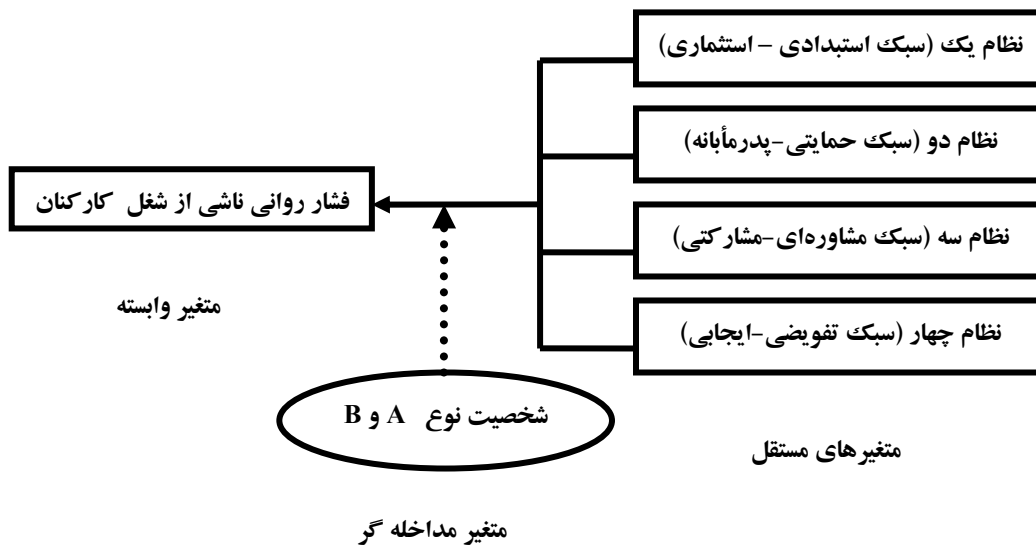 نظام یک (سبک استبدادی – استثماری)
نظام دو (سبک حمایتی-پدرمأبانه)
نظام سه (سبک مشاوره‌ای-مشارکتی)
نظام چهار (سبک تفویضی-ایجابی)
متغیرهای مستقل
فشار روانی ناشی از شغل کارکنان
متغیر وابسته
شخصیت نوع A و B
متغیر مداخله گر